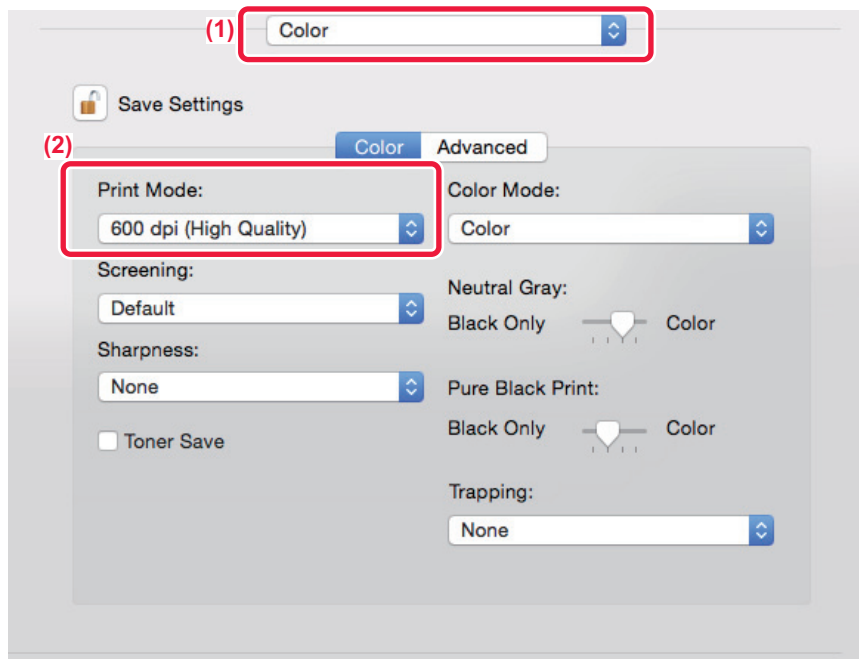 (1)
Color
Save Settings
(2)
Color Advanced
Print Mode:
600 dpi (High Quality)
Screening:
Default
Sharpness:
None
Toner Save
Color Mode:
Color
Neutral Gray:
Black Only Color
Pure Black Print:
Black Only Color
Trapping:
None